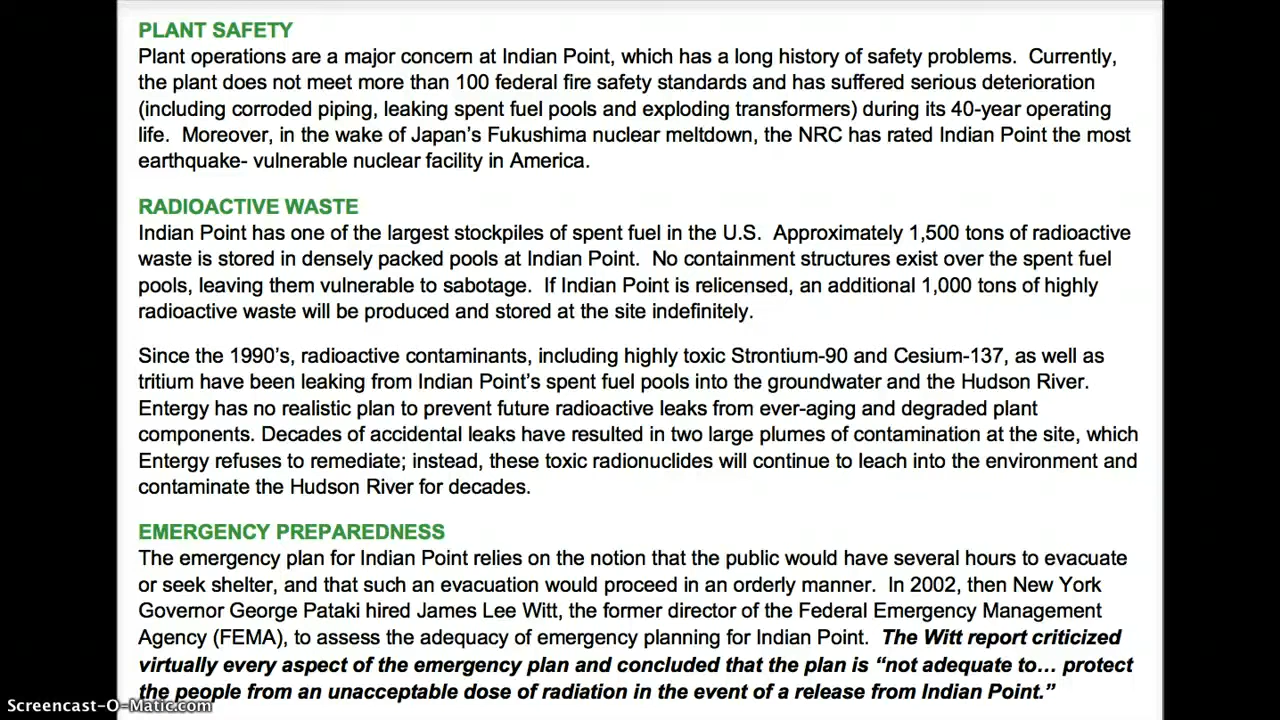 PLANT SAFETY
Plant operations are a major concern at Indian Point, which has a long history of safety problems.  Currently,
the plant does not meet more than 100 federal fire safety standards and has suffered serious deterioration
(including corroded piping, leaking spent fuel pools and exploding transformers) during its 40-year operating
life.  Moreover, in the wake of Japan's Fukushima nuclear meltdown, the NRC has rated Indian Point the most
earthquake- vulnerable nuclear facility in America.
RADIOACTIVE WASTE
Indian Point has one of the largest stockpiles of spent fuel in the U.S.  Approximately 1,500 tons of radioactive
waste is stored in densely packed pools at Indian Point.  No containment structures exist over the spent fuel
pools, leaving them vulnerable to sabotage.  If Indian Point is relicensed, an additional 1,000 tons of highly
radioactive waste will be produced and stored at the site indefinitely.
Since the 1990's, radioactive contaminants, including highly toxic Strontium-90 and Cesium-137, as well as
tritium have been leaking from Indian Point's spent fuel pools into the groundwater and the Hudson River.
Entergy has no realistic plan to prevent future radioactive leaks from ever-aging and degraded plant
components. Decades of accidental leaks have resulted in two large plumes of contamination at the site, which
Entergy refuses to remediate; instead, these toxic radionuclides will continue to leach into the environment and
contaminate the Hudson River for decades.
EMERGENCY PREPAREDNESS
The emergency plan for Indian Point relies on the notion that the public would have several hours to evacuate
or seek shelter, and that such an evacuation would proceed in an orderly manner.  In 2002, then New York
Governor George Pataki hired James Lee Witt, the former director of the Federal Emergency Management
Agency (FEMA), to assess the adequacy of emergency planning for Indian Point.  The Witt report criticized
virtually every aspect of the emergency plan and concluded that the plan is "not adequate to… protect
the people from an unacceptable dose of radiation in the event of a release from Indian Point."
Screencast-O-Matic.com